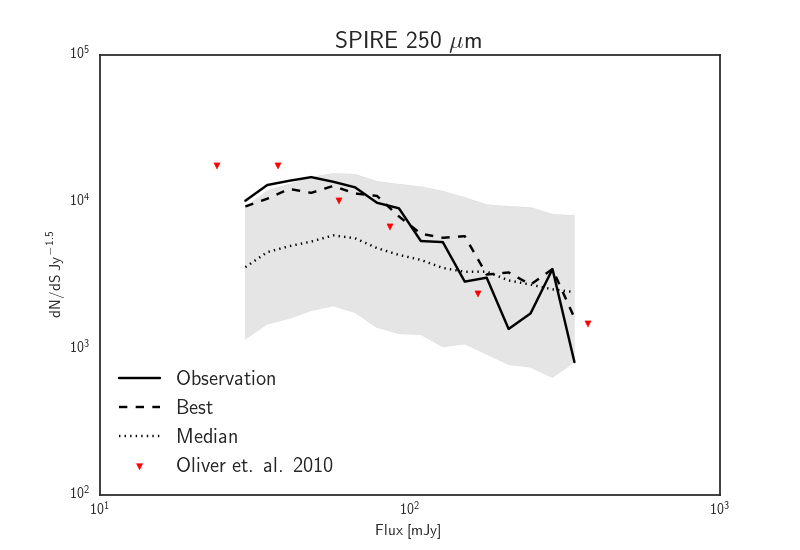 SPIRE 250 μm
10^5
10^4
10^3
10^2
dN/dS Jy^−1.5
Observation
Best
Median
Oliver et. al. 2010
10^1 10^2 10^3
Flux [mJy]